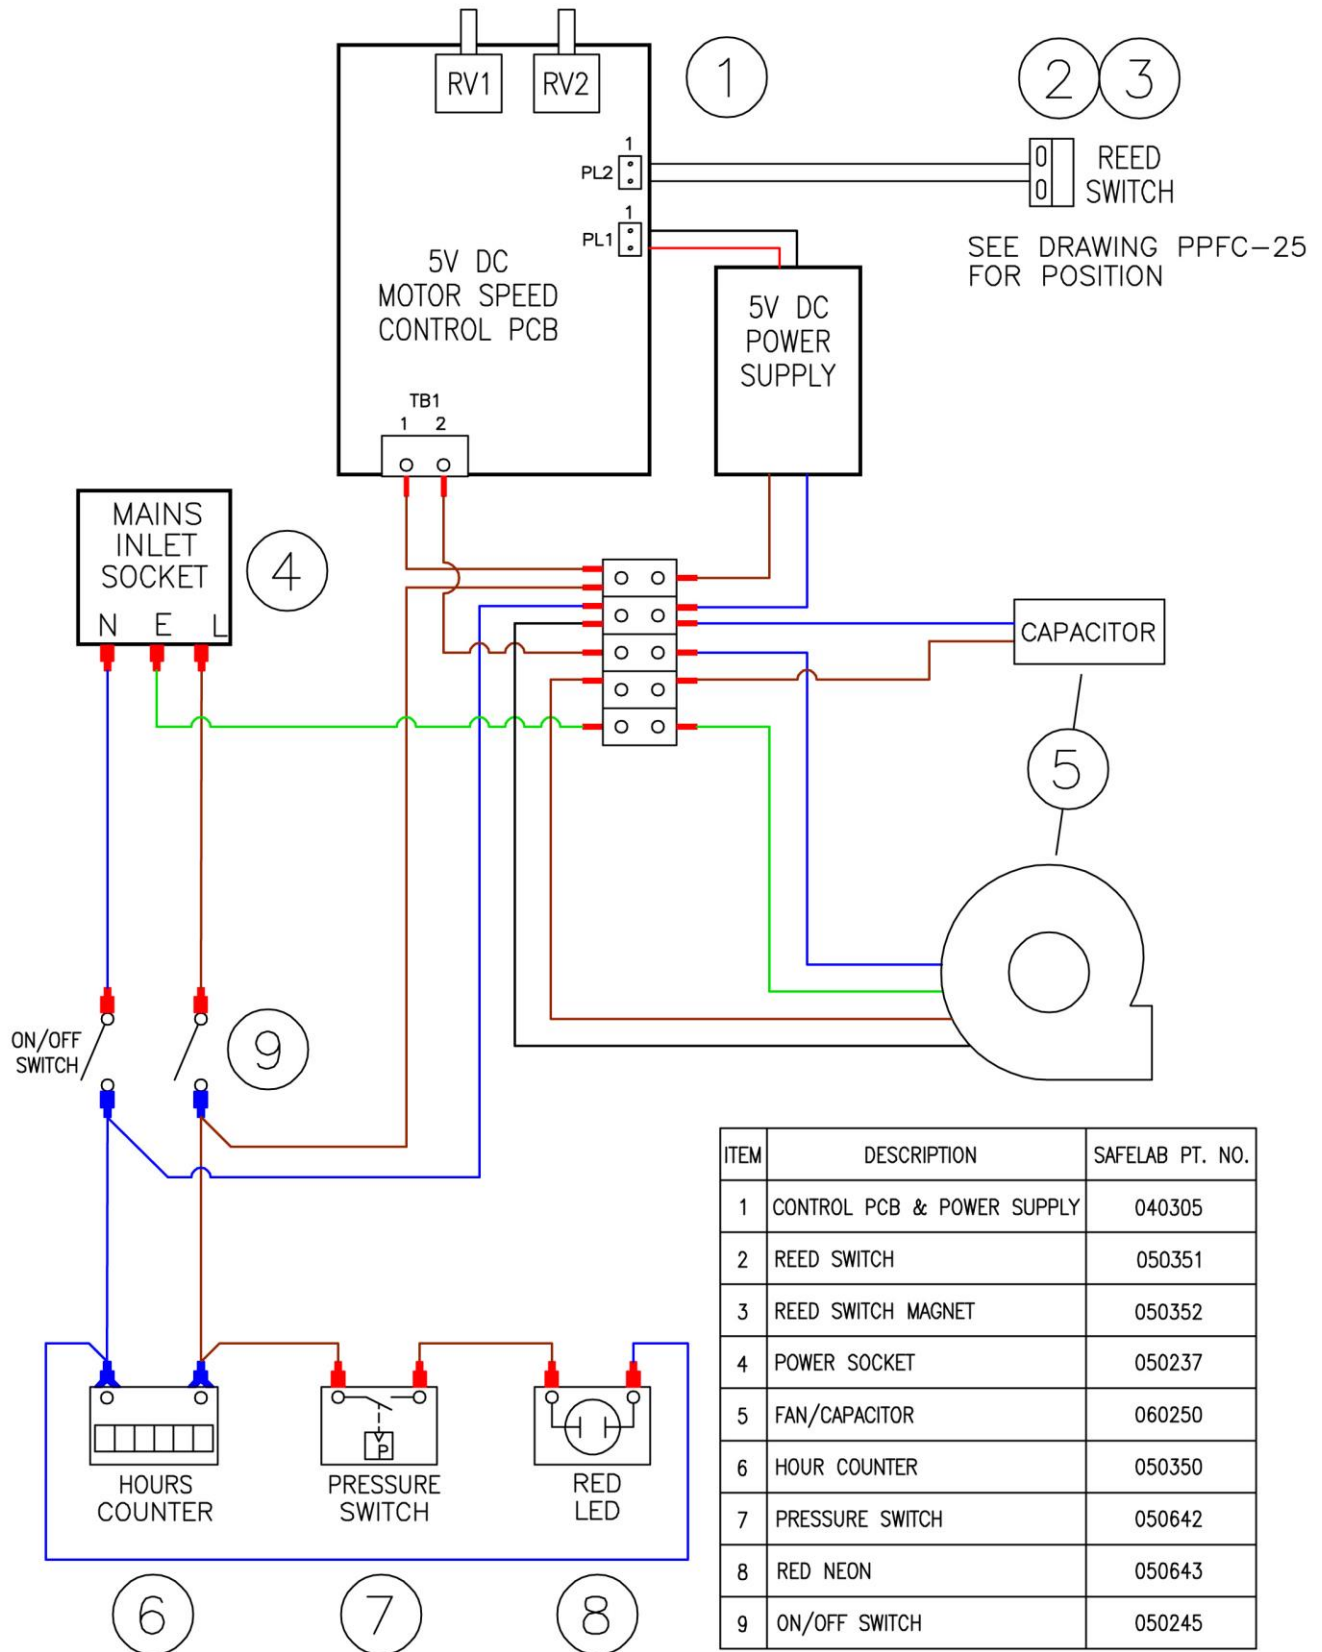 RV1
RV2
1
2
3
1
PL2
REED
SWITCH
1
PL1
SEE DRAWING PPFC-25
FOR POSITION
5V DC
MOTOR SPEED
CONTROL PCB
5V DC
POWER
SUPPLY
TB1
1 2
MAINS
INLET
SOCKET
N E L
4
CAPACITOR
5
ON/OFF
SWITCH
9
ITEM DESCRIPTION SAFELAB PT. NO.
1 CONTROL PCB & POWER SUPPLY 040305
2 REED SWITCH 050351
3 REED SWITCH MAGNET 050352
4 POWER SOCKET 050237
5 FAN/CAPACITOR 060250
6 HOUR COUNTER 050350
7 PRESSURE SWITCH 050642
8 RED NEON 050643
9 ON/OFF SWITCH 050245
P
HOURS
COUNTER
PRESSURE
SWITCH
RED
LED
6
7
8